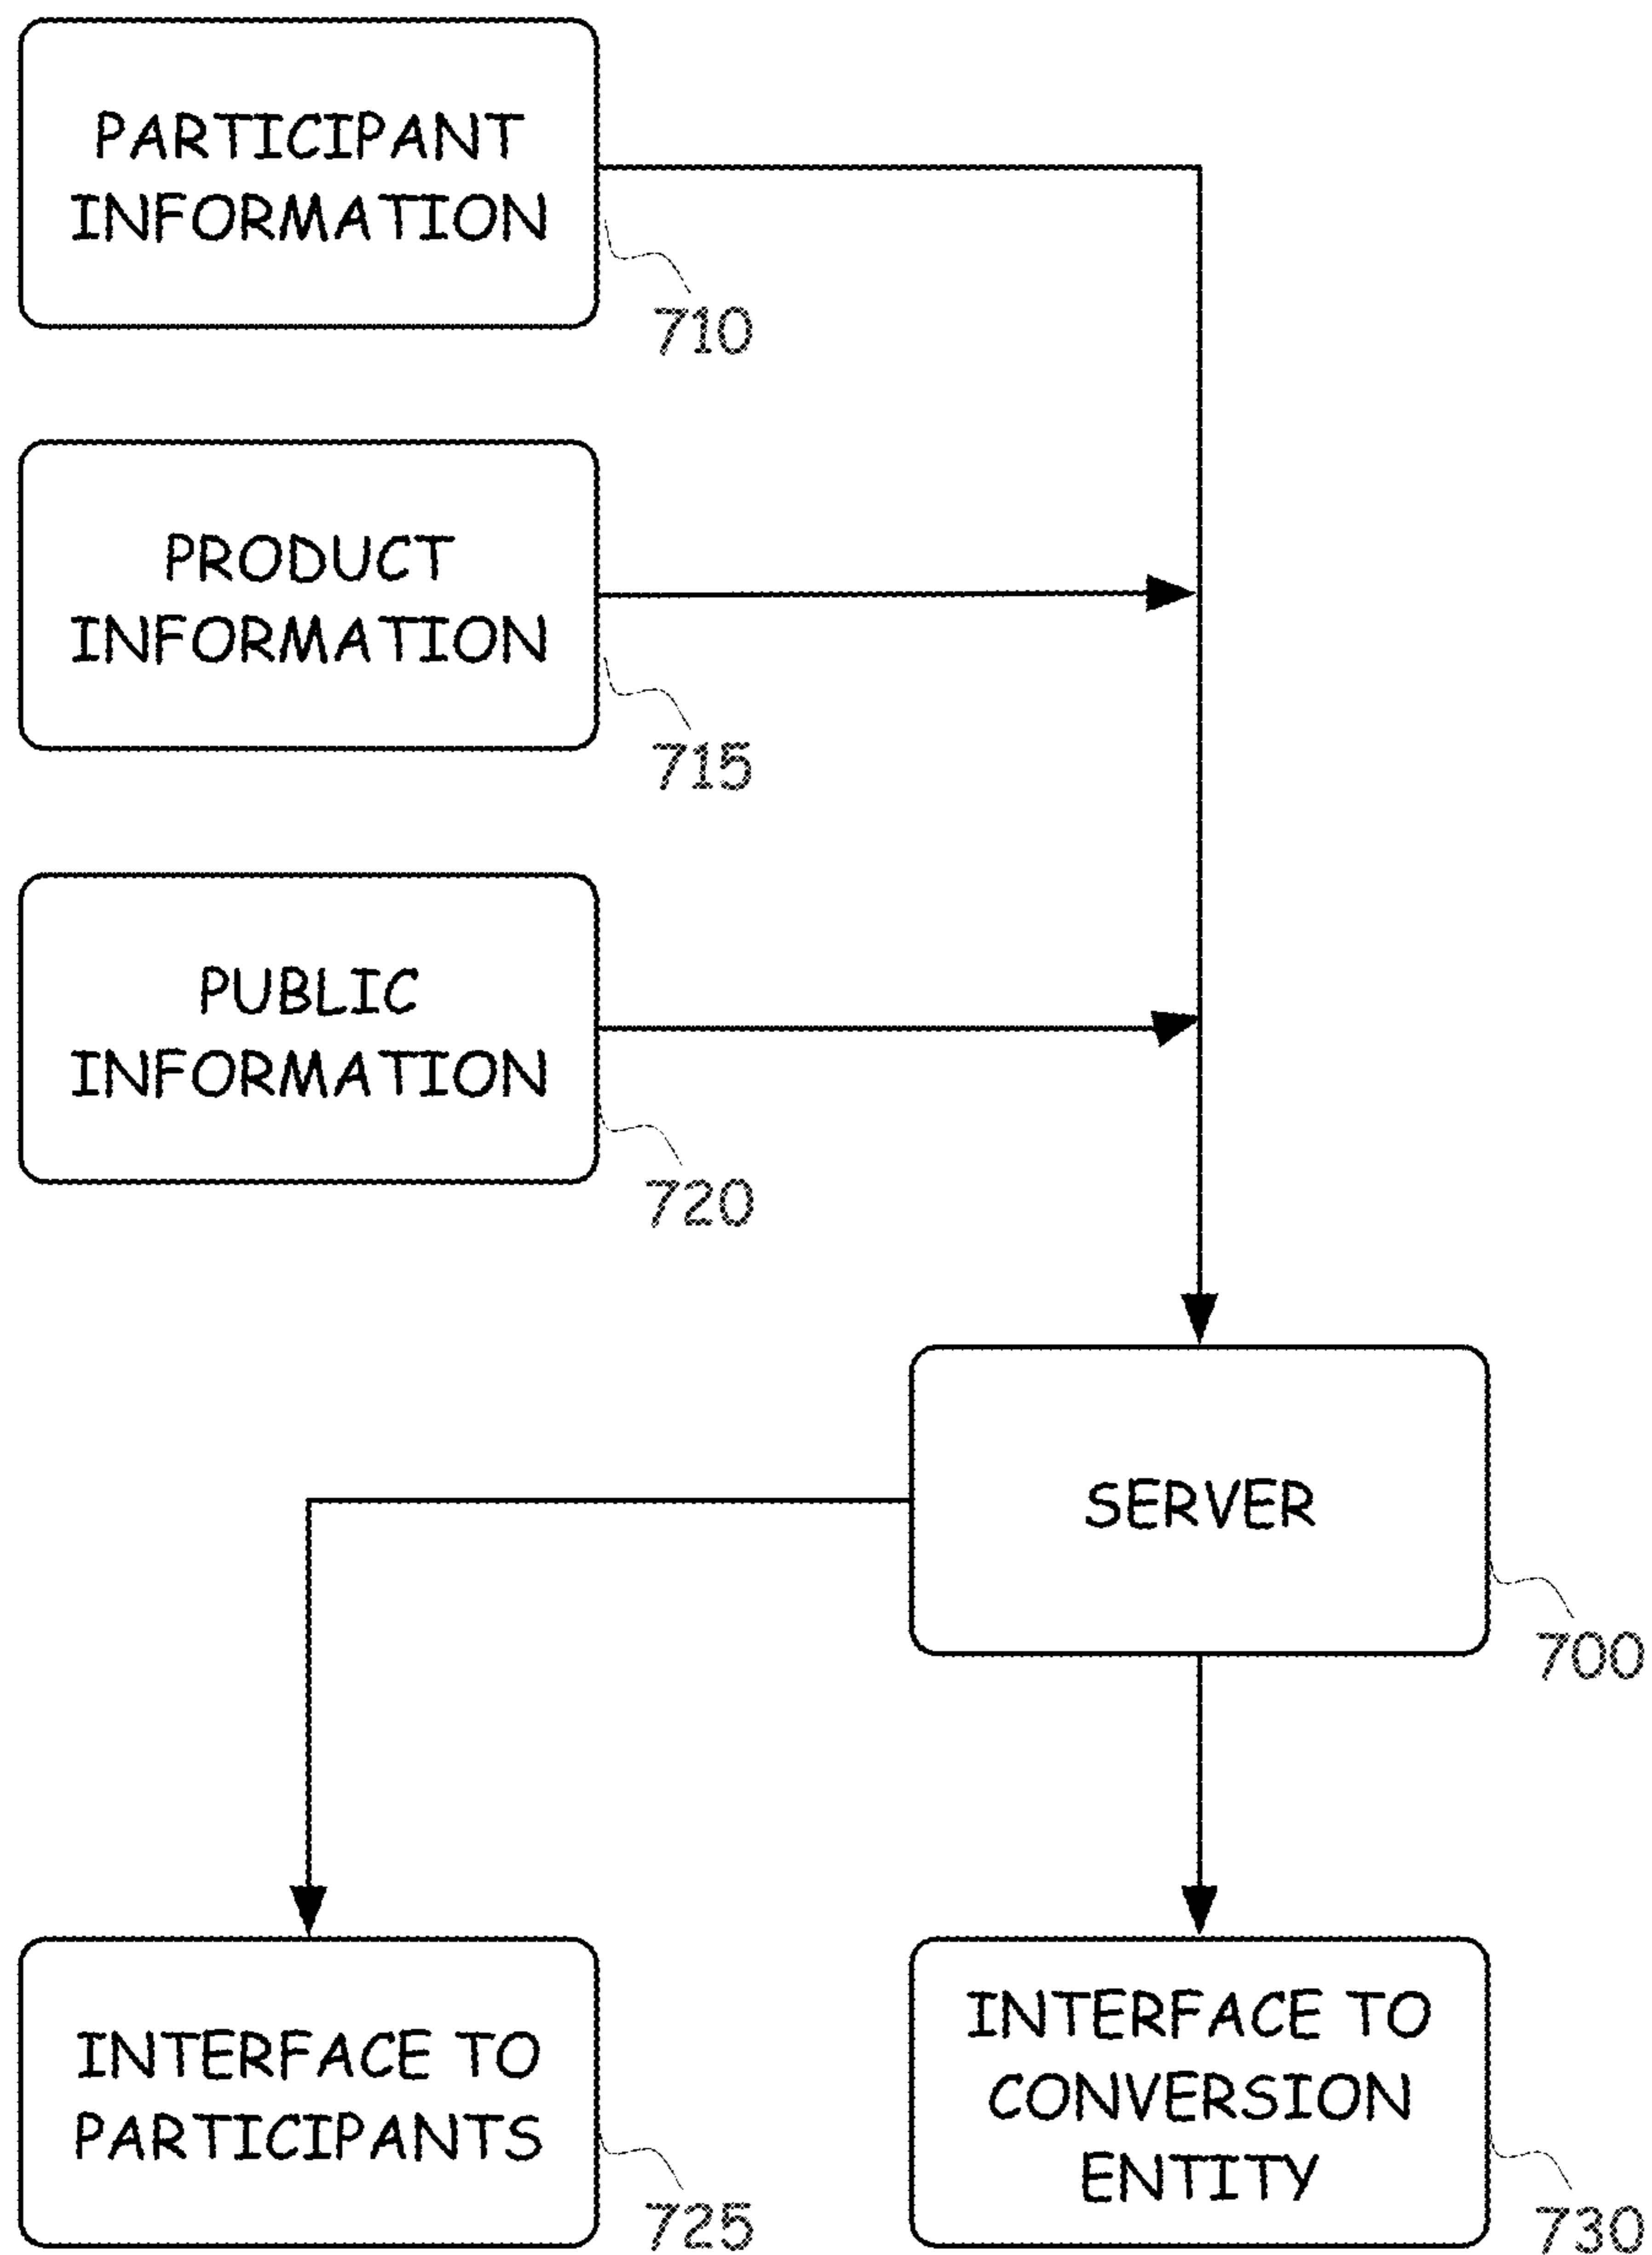 PARTICIPANT
INFORMATION
710
PRODUCT
INFORMATION
715
PUBLIC
INFORMATION
720
SERVER
700
INTERFACE TO
PARTICIPANTS
725
INTERFACE TO
CONVERSION
ENTITY
730